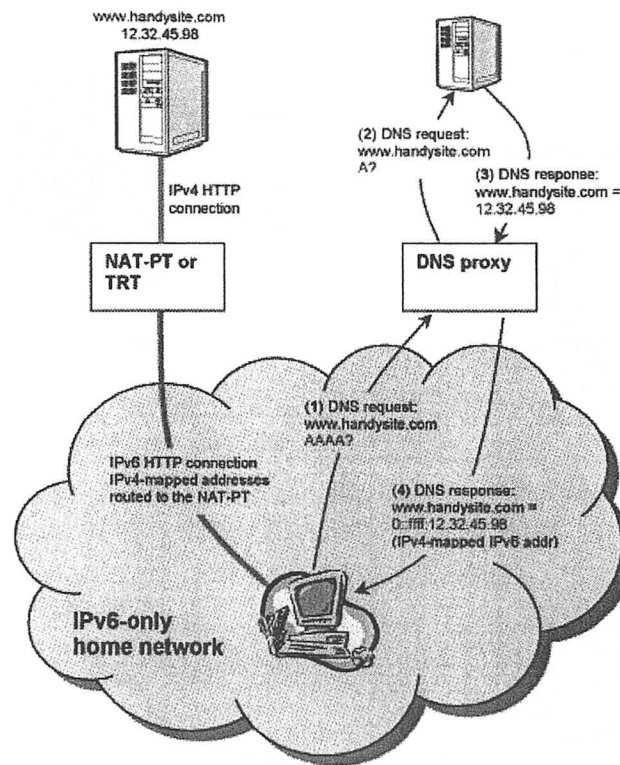 www.handysite.com
12.32.45.98
(2) DNS request:
www.handysite.com
A?
(3) DNS response:
www.handysite.com =
12.32.45.98
IPv4 HTTP
connection
NAT-PT or
TRT
DNS proxy
(1) DNS request:
www.handysite.com
AAAA?
IPv6 HTTP connection
IPv4-mapped addresses
routed to the NAT-PT
(4) DNS response:
www.handysite.com =
0::ffff:12.32.45.98
(IPv4-mapped IPv6 addr)
IPv6-only
home network